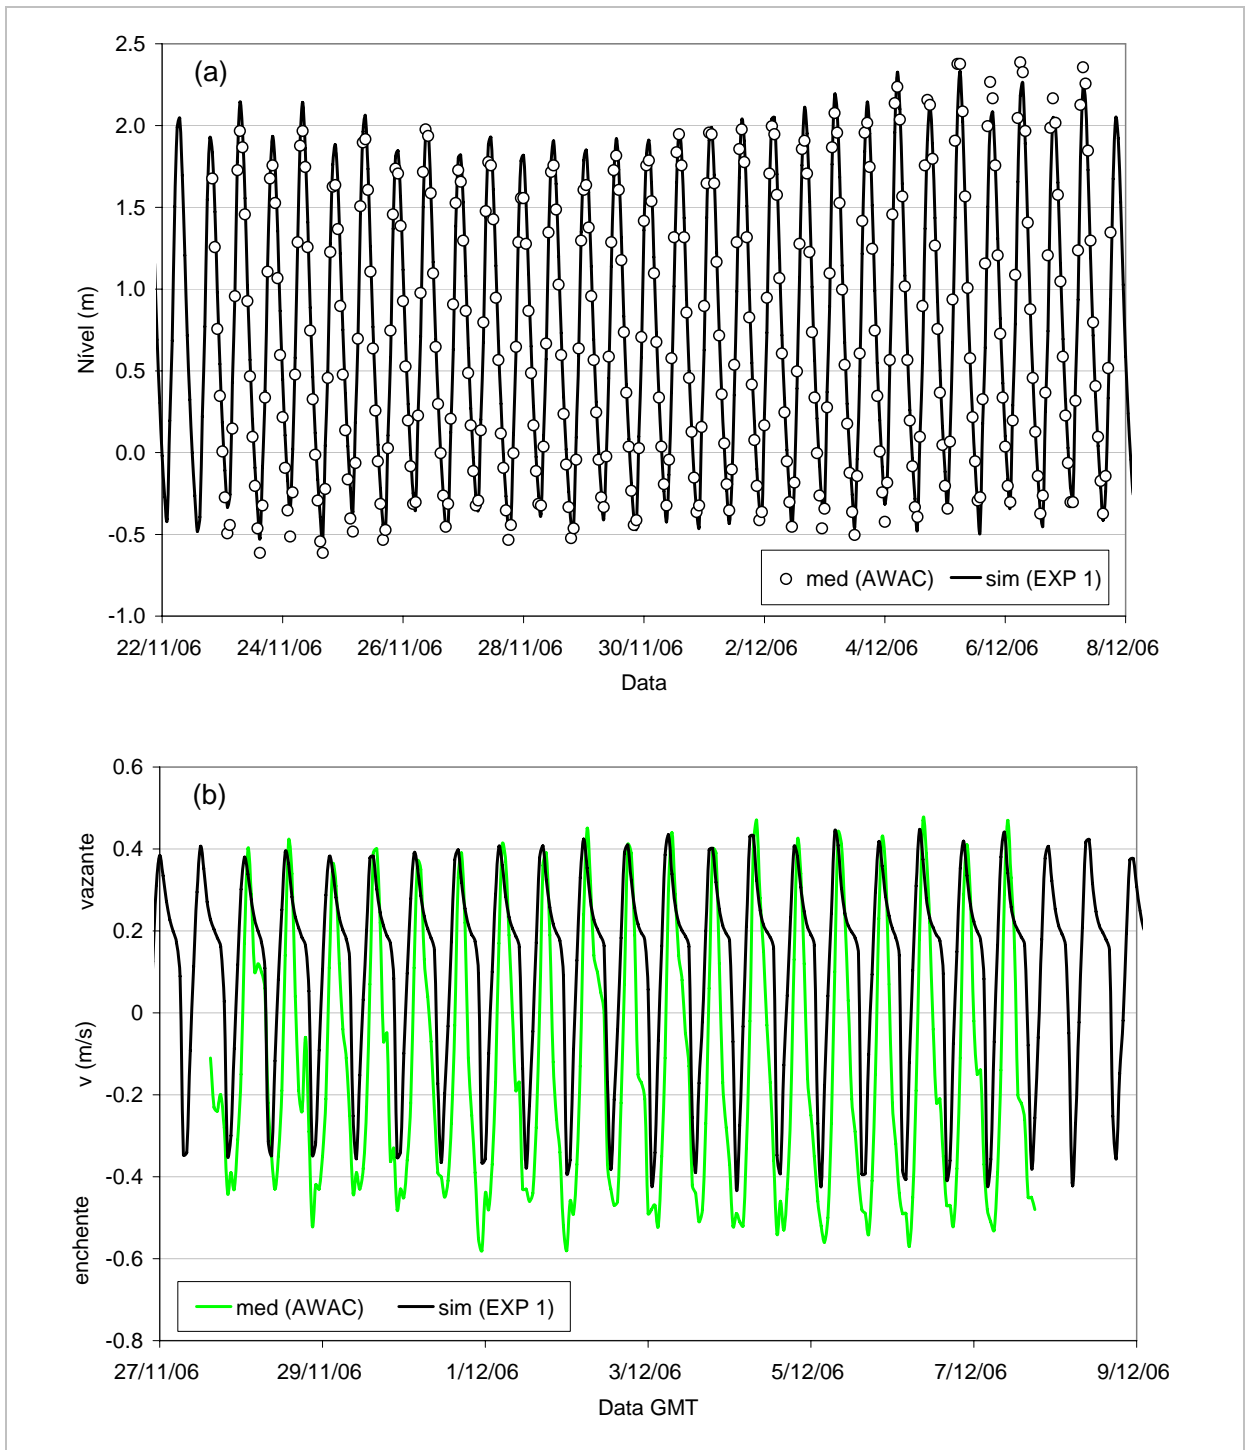 (a)
2.5
2.0
1.5
1.0
0.5
0.0
-0.5
-1.0
Nível (m)
med (AWAC) sim (EXP 1)
22/11/06 24/11/06 26/11/06 28/11/06 30/11/06 2/12/06 4/12/06 6/12/06 8/12/06
Data
(b)
0.6
0.4
0.2
0
-0.2
-0.4
-0.6
-0.8
vazante
v (m/s)
enchente
med (AWAC) sim (EXP 1)
27/11/06 29/11/06 1/12/06 3/12/06 5/12/06 7/12/06 9/12/06
Data GMT